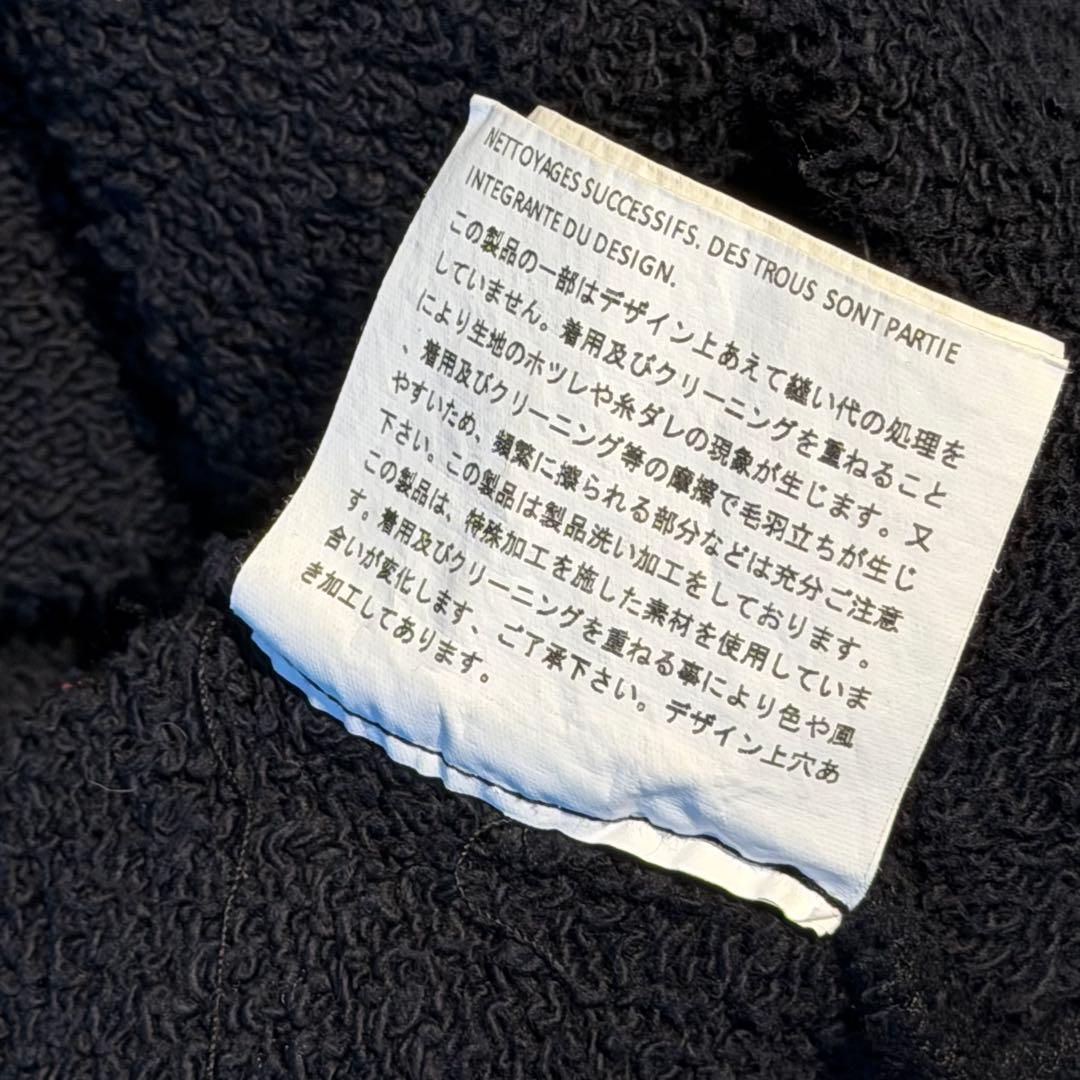 NETTOYAGES SUCCESSIFS. DES TROUS SONT PARTIE
INTEGRANTE DU DESIGN.
この製品の一部はデザイン上あえて縫い代の処理を
していません。着用及びクリーニングを重ねること
により生地のホツレや糸ダレの現象が生じます。又
、着用及びクリーニング等の摩擦で毛羽立ちが生じ
やすいため、頻繁に擦られる部分などは充分ご注意
下さい。この製品は製品洗い加工をしております。
この製品は、特殊加工を施した素材を使用していま
す。着用及びクリーニングを重ねる事により色や風
合いが変化します、ご了承下さい。デザイン上穴あ
き加工してあります。